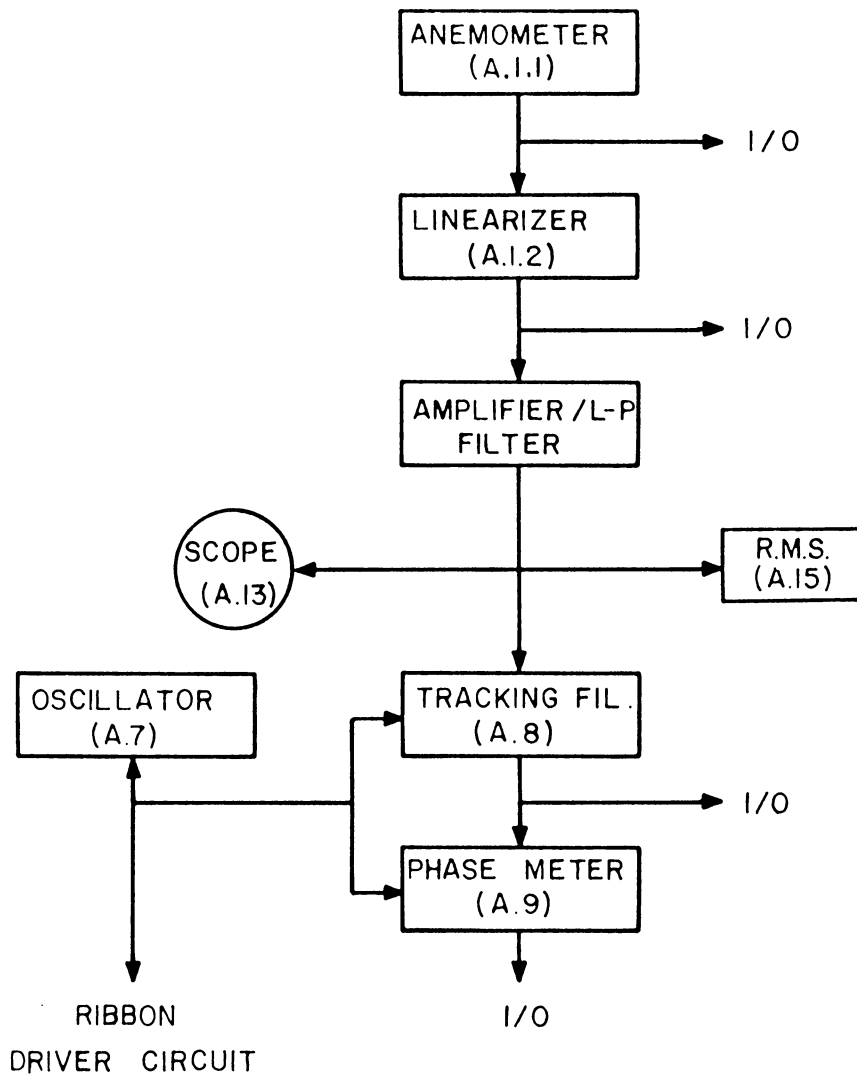 ANEMOMETER
(A.1.1)
I/O
LINEARIZER
(A.1.2)
I/O
AMPLIFIER/L-P
FILTER
SCOPE
(A.13)
R.M.S.
(A.15)
OSCILLATOR
(A.7)
TRACKING FIL.
(A.8)
I/O
PHASE METER
(A.9)
RIBBON
DRIVER CIRCUIT
I/O